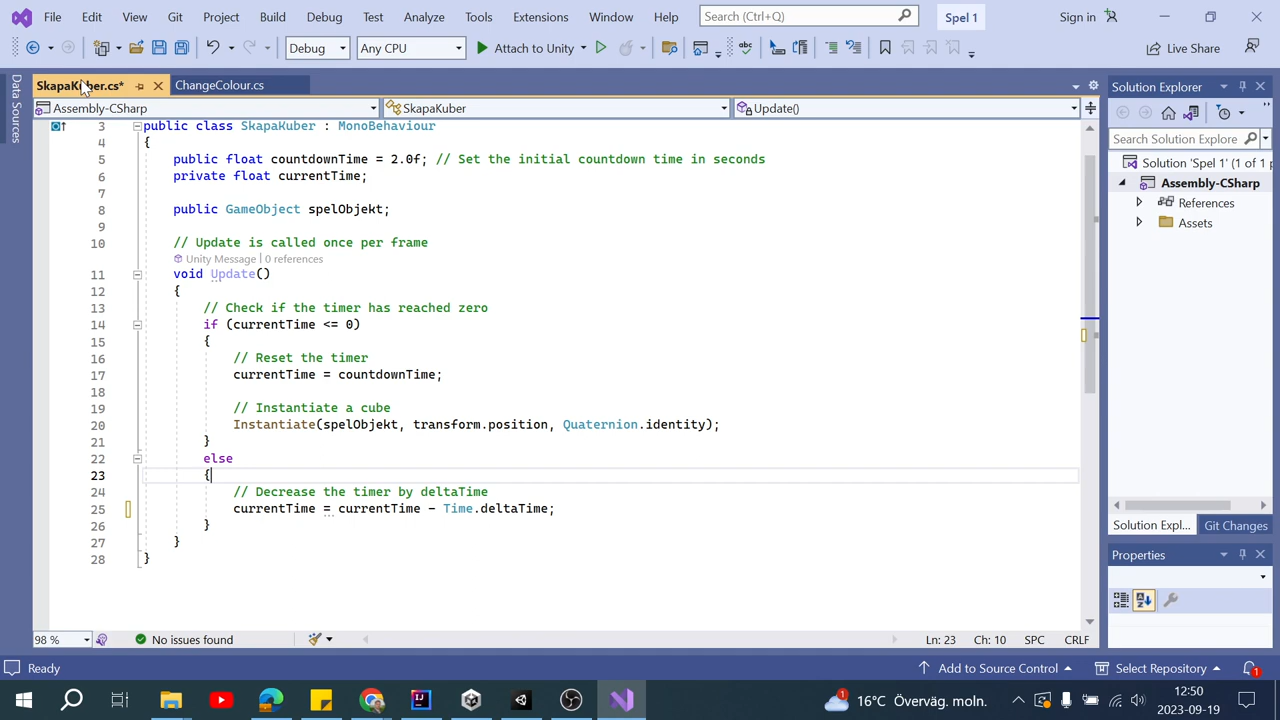 File Edit View Git Project Build Debug Test Analyze Tools Extensions Window Help Search (Ctrl+Q) Spel 1 Sign in
Debug Any CPU Attach to Unity Live Share
SkapaKuber.cs* ChangeColour.cs
Assembly-CSharp SkapaKuber Update()
Data Sources
3 public class SkapaKuber : MonoBehaviour
4 {
5 public float countdownTime = 2.0f; // Set the initial countdown time in seconds
6 private float currentTime;
7
8 public GameObject spelObjekt;
9
10 // Update is called once per frame
Unity Message | 0 references
11 void Update()
12 {
13 // Check if the timer has reached zero
14 if (currentTime <= 0)
15 {
16 // Reset the timer
17 currentTime = countdownTime;
18
19 // Instantiate a cube
20 Instantiate(spelObjekt, transform.position, Quaternion.identity);
21 }
22 else
23 {
24 // Decrease the timer by deltaTime
25 currentTime = currentTime - Time.deltaTime;
26 }
27 }
28 }
98 % No issues found Ln: 23 Ch: 10 SPC CRLF
Solution Explorer
Search Solution Explorer
Solution 'Spel 1' (1 of 1 p
Assembly-CSharp
References
Assets
Solution Expl... Git Changes
Properties
Ready Add to Source Control Select Repository 1
1 16°C Överväg. moln. 12:50
2023-09-19